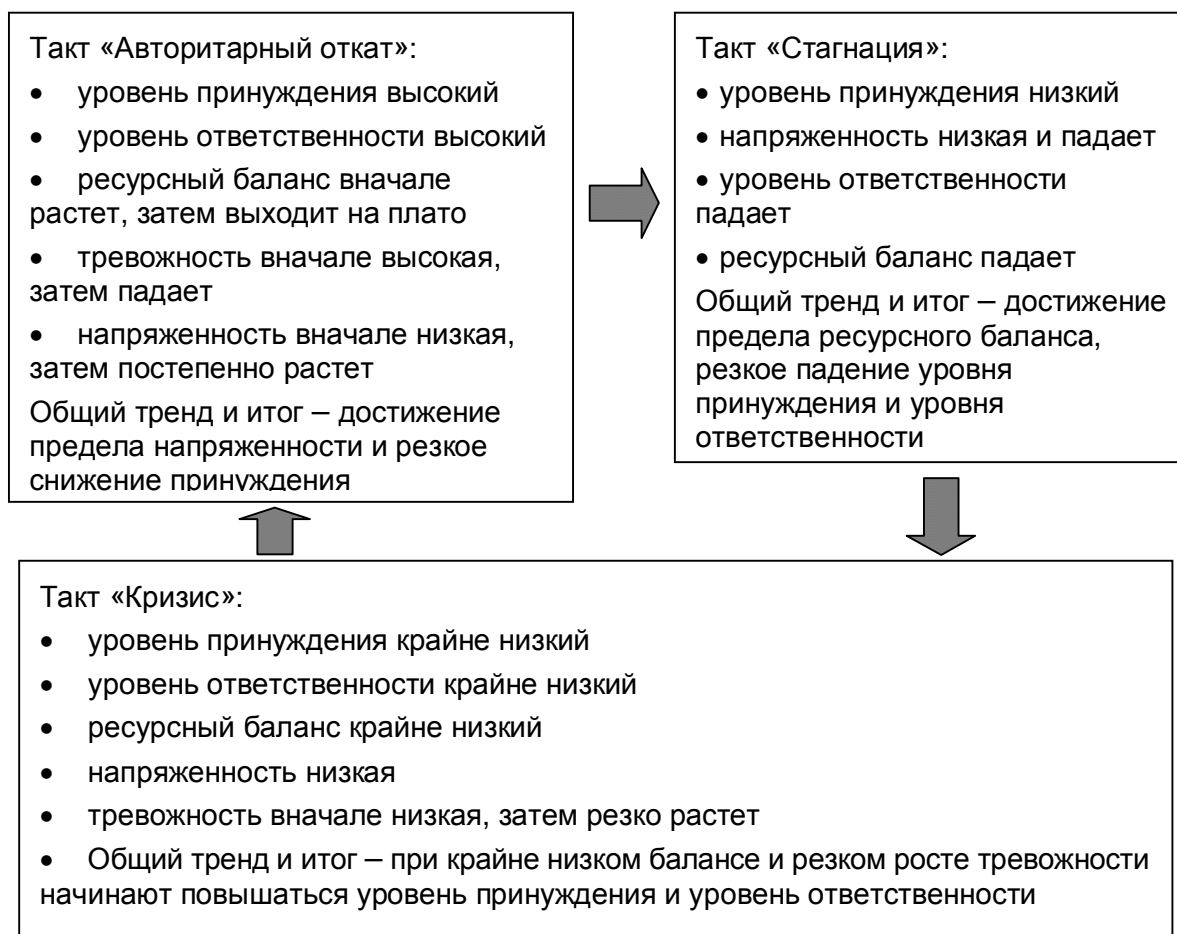 Такт «Авторитарный откат»:
• уровень принуждения высокий
• уровень ответственности высокий
• ресурсный баланс вначале
растет, затем выходит на плато
• тревожность вначале высокая,
затем падает
• напряженность вначале низкая,
затем постепенно растет
Общий тренд и итог – достижение
предела напряженности и резкое
снижение принуждения
Такт «Стагнация»:
• уровень принуждения низкий
• напряженность низкая и падает
• уровень ответственности
падает
• ресурсный баланс падает
Общий тренд и итог – достижение
предела ресурсного баланса,
резкое падение уровня
принуждения и уровня
ответственности
Такт «Кризис»:
• уровень принуждения крайне низкий
• уровень ответственности крайне низкий
• ресурсный баланс крайне низкий
• напряженность низкая
• тревожность вначале низкая, затем резко растет
• Общий тренд и итог – при крайне низком балансе и резком росте тревожности
начинают повышаться уровень принуждения и уровень ответственности